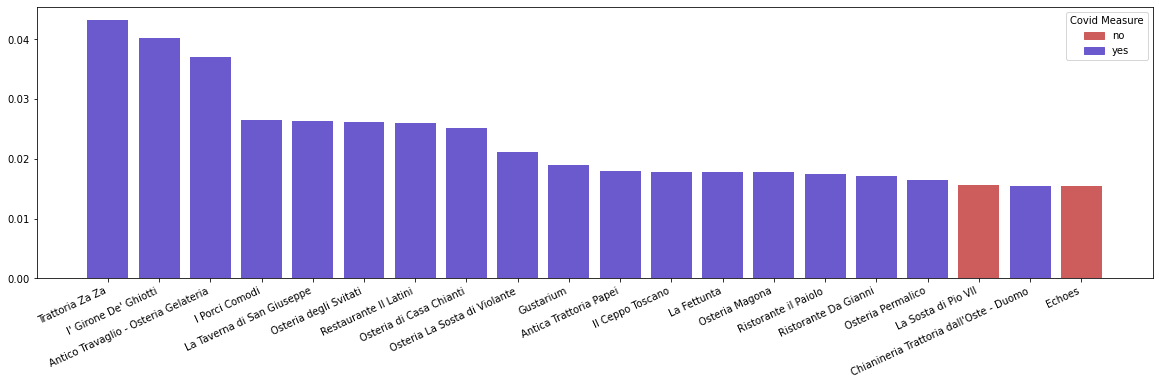 Covid Measure
no
yes
0.04
0.03
0.02
0.01
0.00
Trattoria Za Za
I' Girone De' Ghiotti
Antico Travaglio - Osteria Gelateria
I Porci Comodi
La Taverna di San Giuseppe
Osteria degli Svitati
Restaurante Il Latini
Osteria di Casa Chianti
Osteria La Sosta di Violante
Gustarium
Antica Trattoria Papei
Il Ceppo Toscano
La Fettunta
Osteria Magona
Ristorante il Paiolo
Ristorante Da Gianni
Osteria Permalico
La Sosta di Pio VII
Chianineria Trattoria dall'Oste - Duomo
Echoes